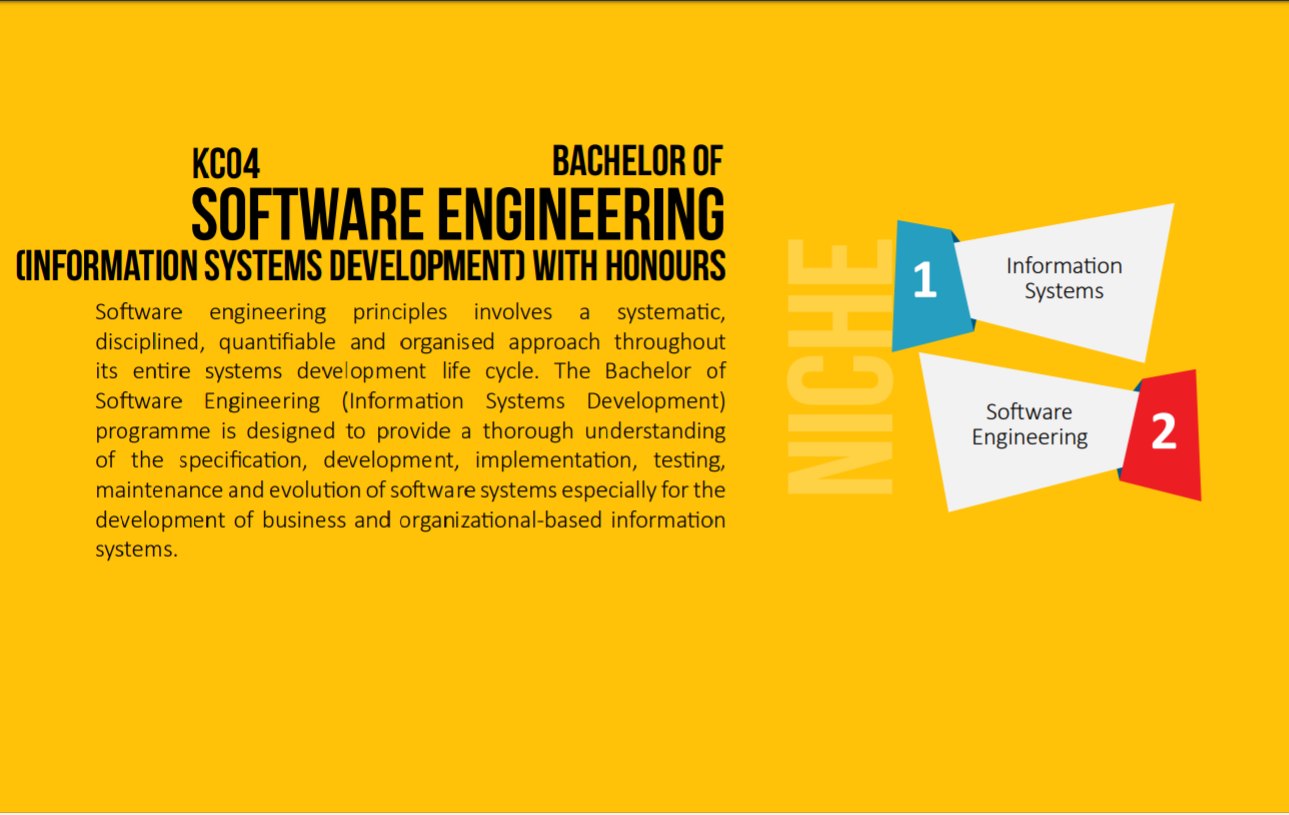 KC04 BACHELOR OF
SOFTWARE ENGINEERING
(INFORMATION SYSTEMS DEVELOPMENT) WITH HONOURS
Software engineering principles involves a systematic,
disciplined, quantifiable and organised approach throughout
its entire systems development life cycle. The Bachelor of
Software Engineering (Information Systems Development)
programme is designed to provide a thorough understanding
of the specification, development, implementation, testing,
maintenance and evolution of software systems especially for the
development of business and organizational-based information
systems.
NICHE
1
Information
Systems
Software
Engineering
2